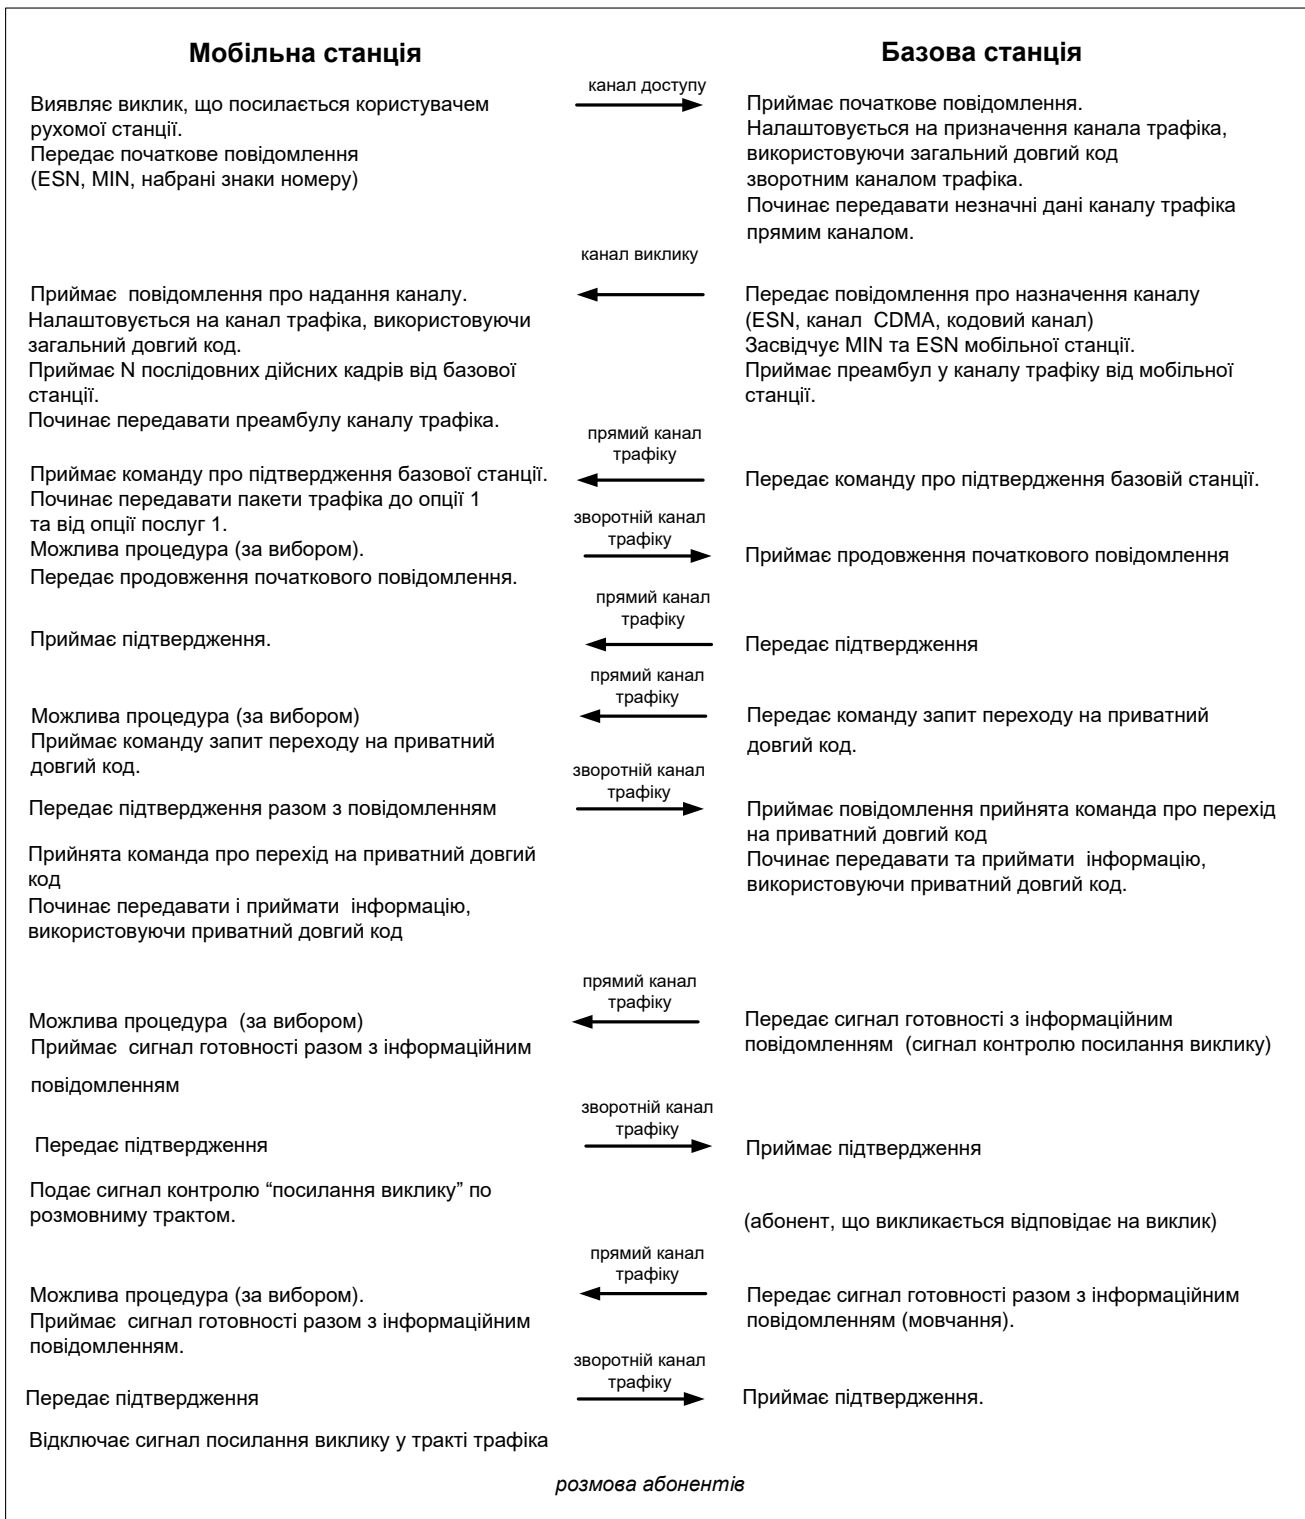 Мобільна станція
Базова станція
канал доступу
Виявляє виклик, що посилається користувачем
рухомої станції.
Передає початкове повідомлення
(ESN, MIN, набрані знаки номеру)
Приймає початкове повідомлення.
Налаштовується на призначення канала трафіка,
використовуючи загальний довгий код
зворотним каналом трафіка.
Починає передавати незначні дані каналу трафіка
прямим каналом.
канал виклику
Приймає повідомлення про надання каналу.
Налаштовується на канал трафіка, використовуючи
загальний довгий код.
Приймає N послідовних дійсних кадрів від базової
станції.
Починає передавати преамбулу каналу трафіка.
Передає повідомлення про назначення каналу
(ESN, канал CDMA, кодовий канал)
Засвідчує MIN та ESN мобільної станції.
Приймає преамбул у каналу трафіку від мобільної
станції.
прямий канал
трафіку
Приймає команду про підтвердження базової станції.
Починає передавати пакети трафіка до опції 1
та від опції послуг 1.
Можлива процедура (за вибором).
Передає продовження початкового повідомлення.
Передає команду про підтвердження базовій станції.
зворотній канал
трафіку
Приймає продовження початкового повідомлення
прямий канал
трафіку
Приймає підтвердження.
Передає підтвердження
прямий канал
трафіку
Можлива процедура (за вибором)
Приймає команду запит переходу на приватний
довгий код.
Передає команду запит переходу на приватний
довгий код.
зворотній канал
трафіку
Передає підтвердження разом з повідомленням
Прийнята команда про перехід на приватний довгий
код
Починає передавати і приймати інформацію,
використовуючи приватний довгий код
Приймає повідомлення прийнята команда про перехід
на приватний довгий код
Починає передавати та приймати інформацію,
використовуючи приватний довгий код.
прямий канал
трафіку
Можлива процедура (за вибором)
Приймає сигнал готовності разом з інформаційним
повідомленням
Передає сигнал готовності з інформаційним
повідомленням (сигнал контролю посилання виклику)
зворотній канал
трафіку
Передає підтвердження
Приймає підтвердження
Подає сигнал контролю “посилання виклику” по
розмовниму трактом.
(абонент, що викликається відповідає на виклик)
прямий канал
трафіку
Можлива процедура (за вибором).
Приймає сигнал готовності разом з інформаційним
повідомленням.
Передає сигнал готовності разом з інформаційним
повідомленням (мовчання).
зворотній канал
трафіку
Передає підтвердження
Приймає підтвердження.
Відключає сигнал посилання виклику у тракті трафіка
розмова абонентів